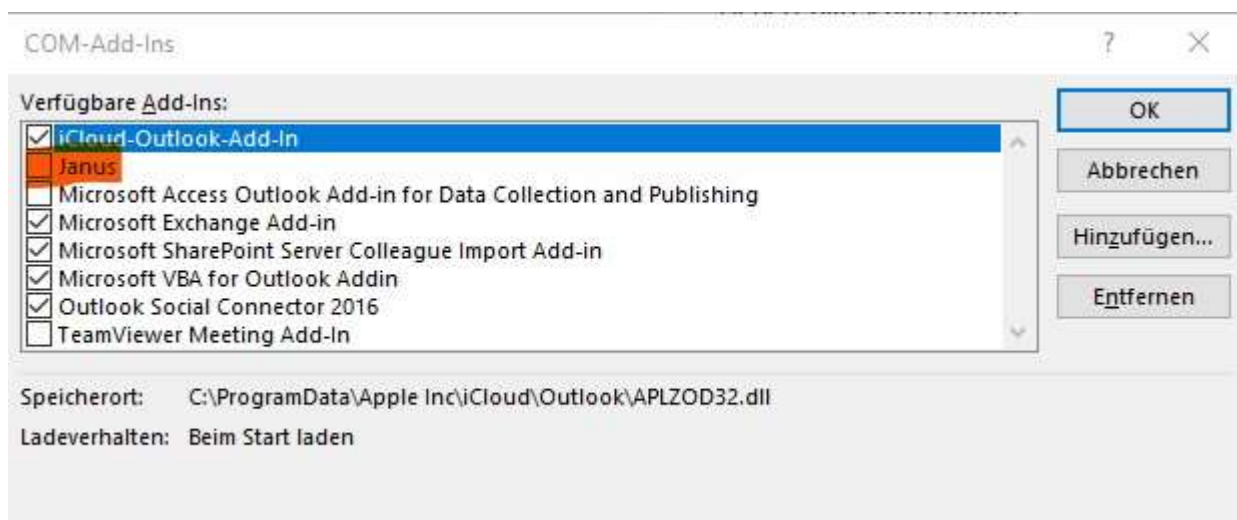 COM-Add-Ins
Verfügbare Add-Ins:
OK
iCloud-Outlook-Add-In
Janus
Abbrechen
Microsoft Access Outlook Add-in for Data Collection and Publishing
Microsoft Exchange Add-in
Hinzufügen...
Microsoft SharePoint Server Colleague Import Add-in
Microsoft VBA for Outlook Addin
Entfernen
Outlook Social Connector 2016
TeamViewer Meeting Add-In
Speicherort: C:\ProgramData\Apple Inc\iCloud\Outlook\APLZOD32.dll
Ladeverhalten: Beim Start laden